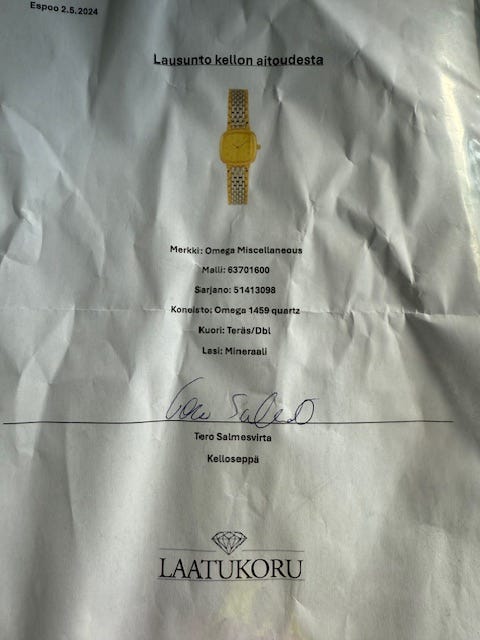 Espoo 2.5.2024
Lausunto kellon aitoudesta
Merkki: Omega Miscellaneous
Malli: 63701600
Sarjano: 51413098
Koneisto: Omega 1459 quartz
Kuori: Teräs/Dbl
Lasi: Mineraali
Tero Salmesvirta
Kelloseppä
LAATUKORU